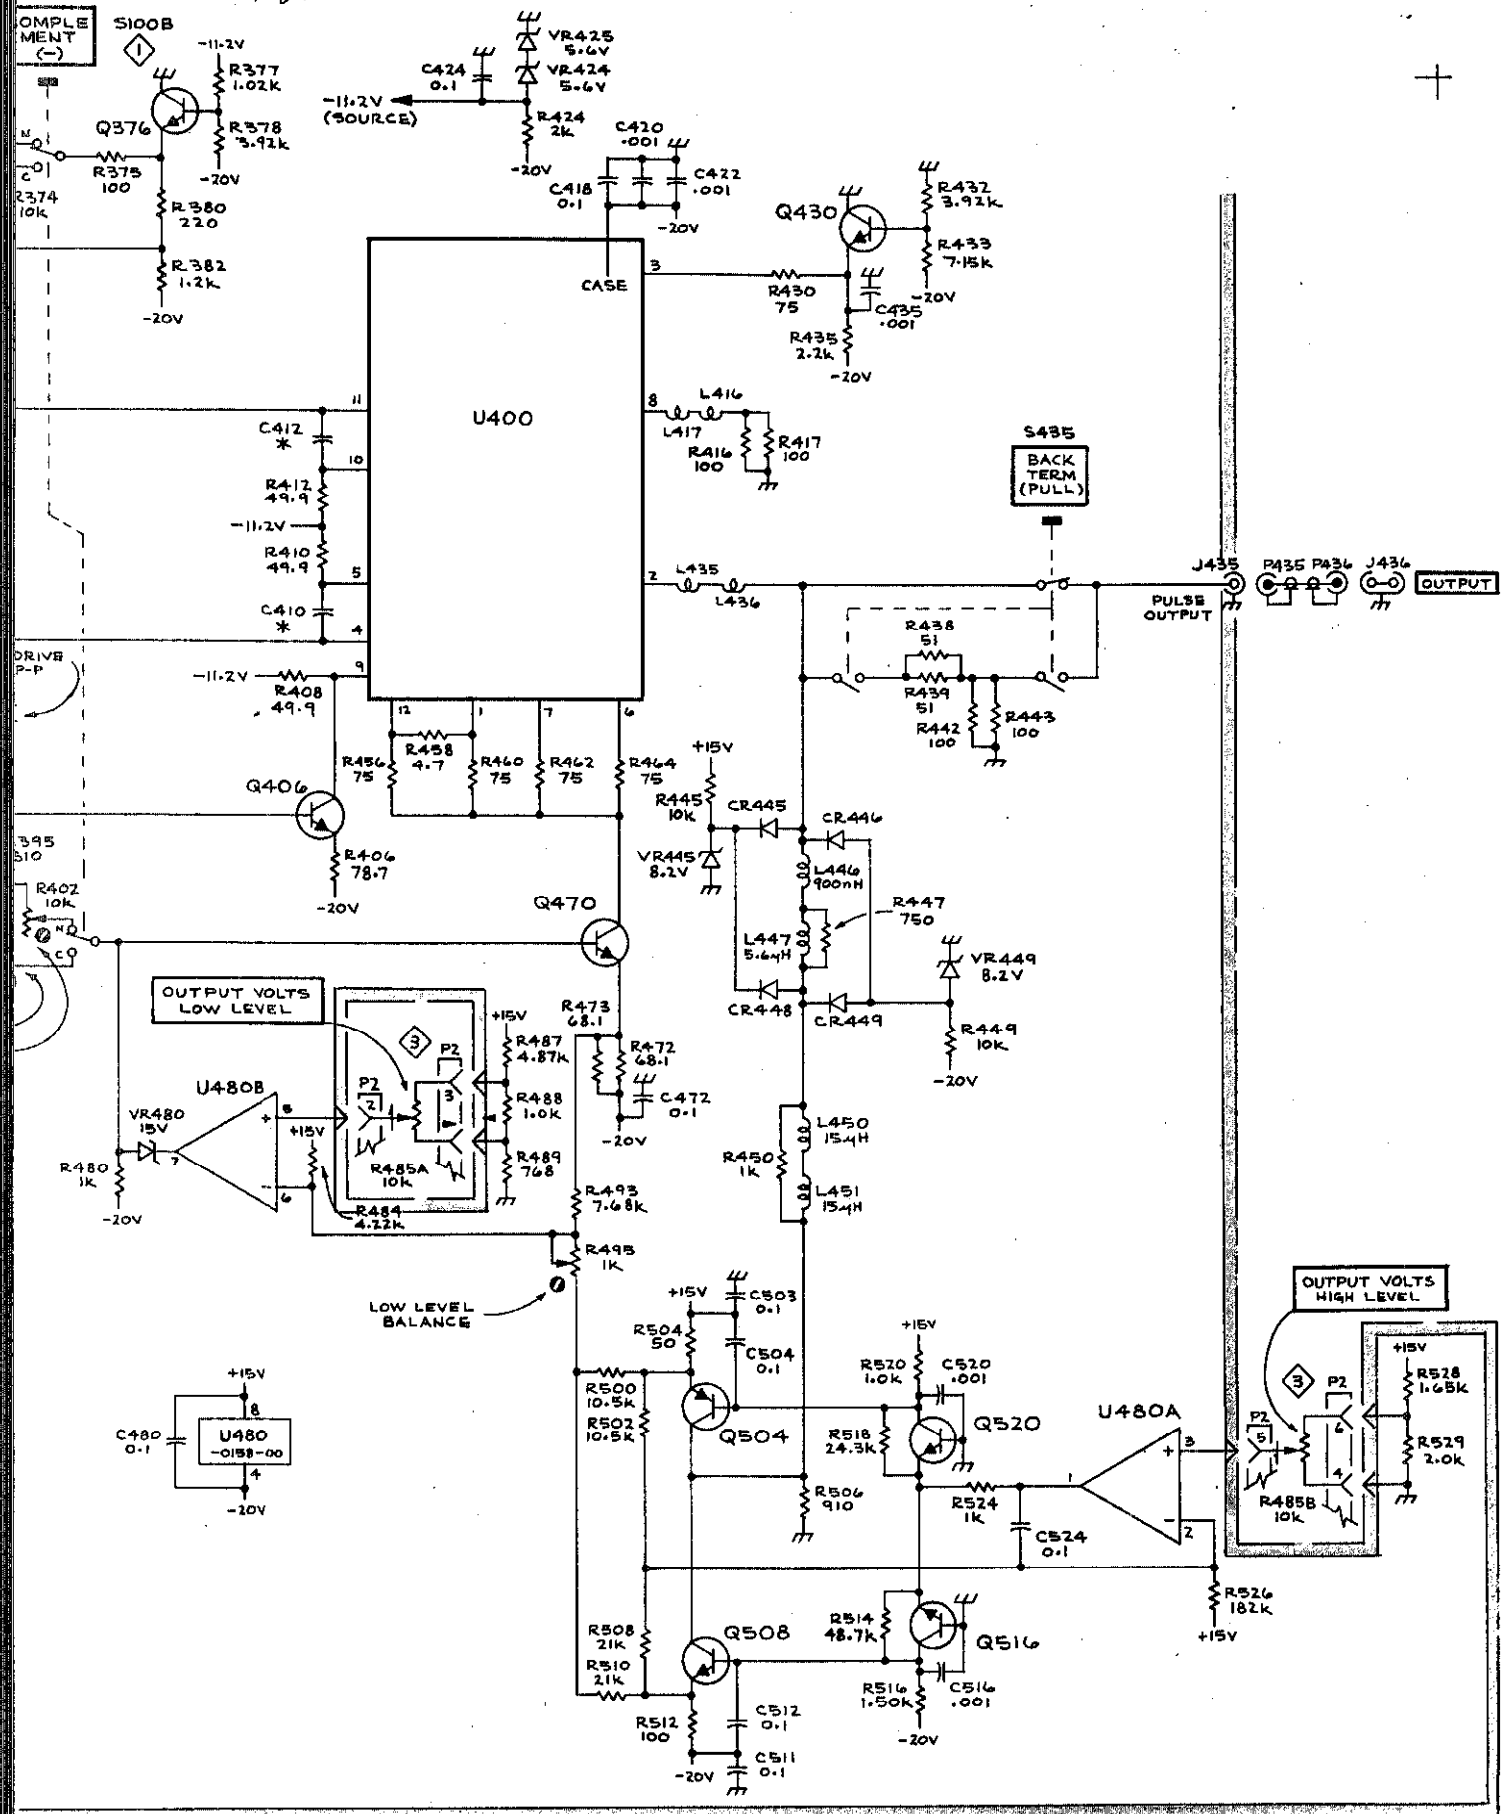 OMPLE
MENT
(-)
S100B
1
-11.2V
R377
1.02K
Q376
R378
3.92K
-20V
N
C
R375
100
R374
10K
R380
220
R382
1.2K
-20V
C424
0.1
VR425
5.6V
VR424
5.6V
-11.2V
(SOURCE)
R424
2K
-20V
C420
.001
C418
0.1
C422
.001
-20V
CASE
U400
3
Q430
R432
3.92K
R433
7.15K
-20V
R430
75
C435
.001
R435
2.2K
-20V
11
C412
*
10
R412
49.9
-11.2V
R410
49.9
5
C410
*
4
8
L416
L417
R416
100
R417
100
S435
BACK
TERM
(PULL)
2
L435
L436
J435
P435
P436
J436
OUTPUT
PULSE
OUTPUT
R438
51
R439
51
R442
100
R443
100
DRIVE
P-P
9
-11.2V
R408
49.9
12
1
7
6
R456
75
R458
4.7
R460
75
R462
75
R464
75
Q406
R406
78.7
-20V
395
510
R402
10K
N
C
Q470
+15V
R445
10K
CR445
CR446
VR445
8.2V
L446
900nH
R447
750
L447
5.6µH
VR449
8.2V
CR448
CR449
R449
10K
-20V
OUTPUT VOLTS
LOW LEVEL
3
P2
P2
2
3
1
R485A
10K
+15V
R487
4.87K
R488
1.0K
R489
768
R473
68.1
R472
68.1
C472
0.1
-20V
U480B
VR480
15V
7
5
+
+15V
-
6
R480
1K
-20V
R484
4.22K
R493
7.68K
R495
1K
LOW LEVEL
BALANCE
R450
1K
L450
15µH
L451
15µH
+15V
C503
0.1
R504
50
C504
0.1
R500
10.5K
R502
10.5K
Q504
+15V
R520
1.0K
C520
.001
Q520
R518
24.3K
R506
910
R524
1K
C524
0.1
U480A
1
3
+
-
2
R526
182K
+15V
OUTPUT VOLTS
HIGH LEVEL
3
P2
P2
5
6
4
R485B
10K
+15V
R528
1.65K
R529
2.0K
+15V
8
C480
0.1
U480
-0158-00
4
-20V
R508
21K
R510
21K
Q508
R514
48.7K
Q516
R516
1.50K
C516
.001
-20V
R512
100
C512
0.1
C511
0.1
-20V